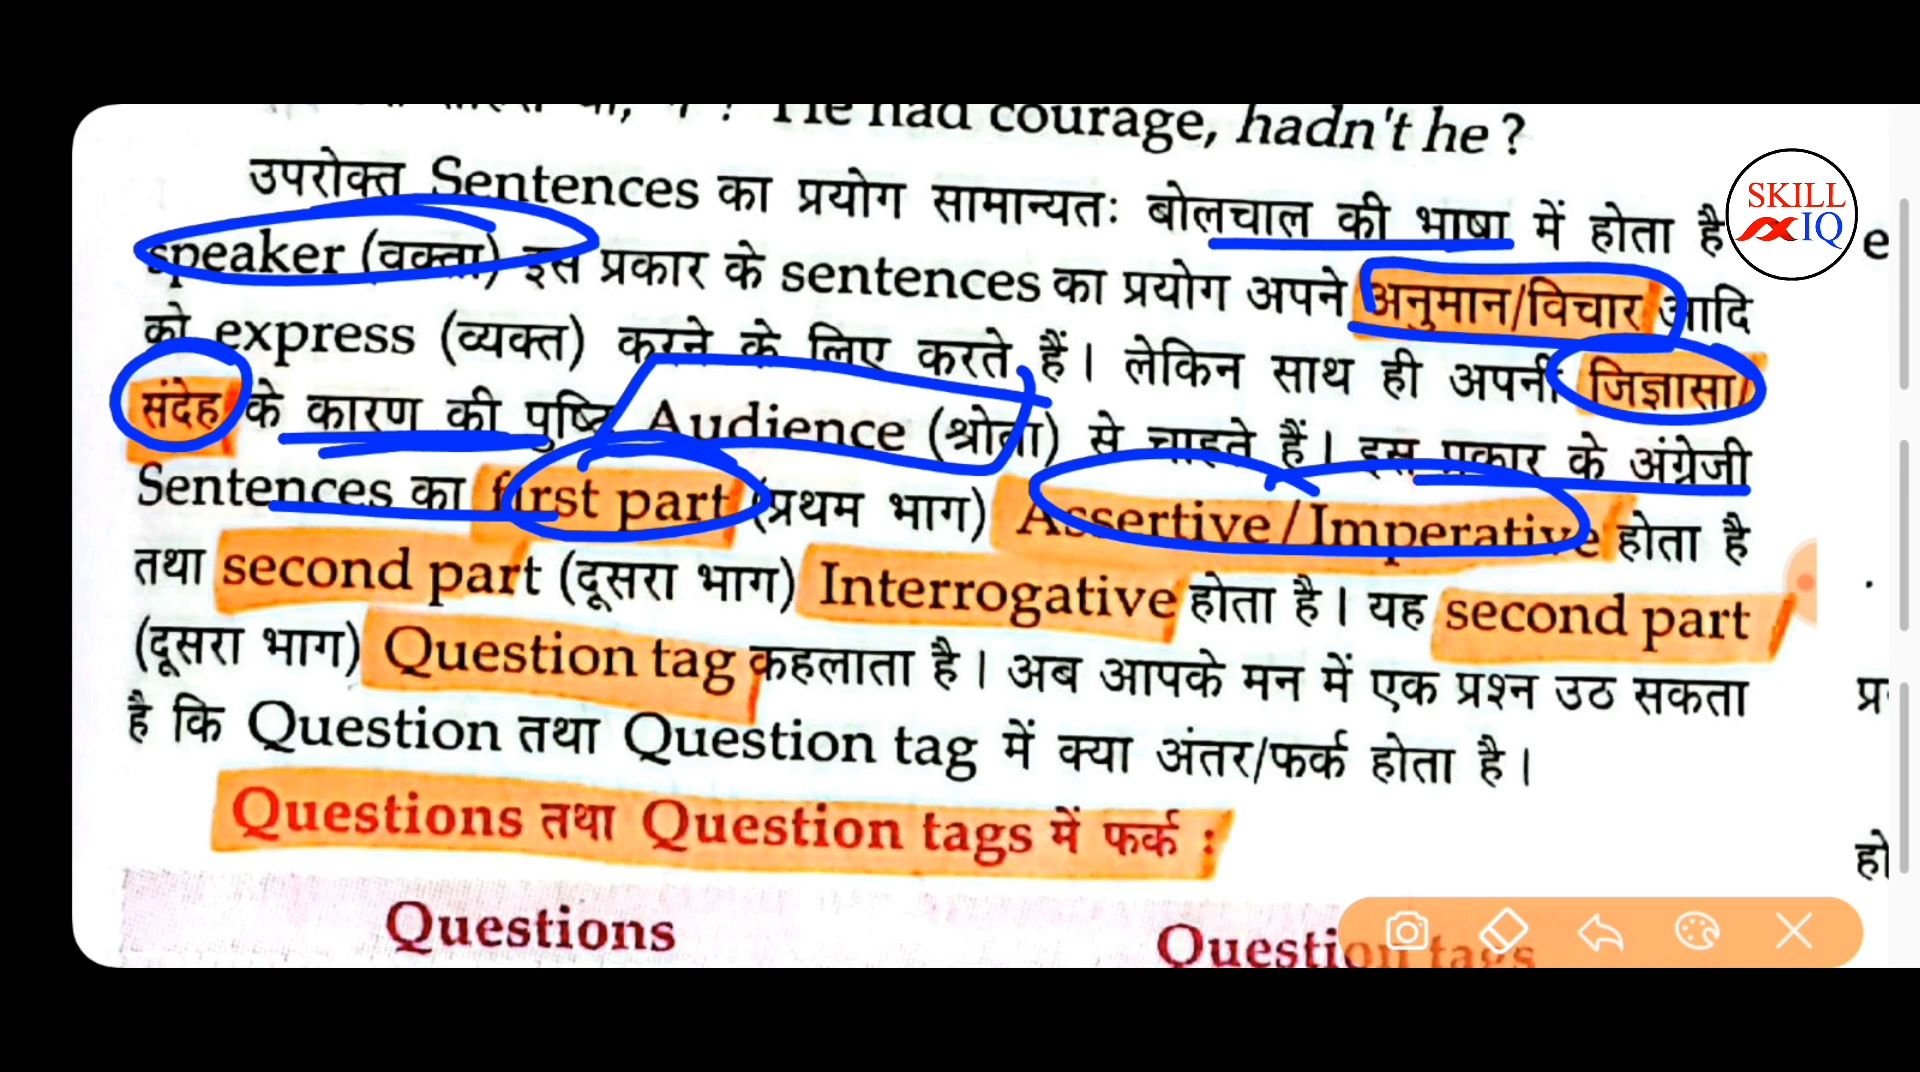 He had courage, hadn't he ?
उपरोक्त Sentences का प्रयोग सामान्यतः बोलचाल की भाषा में होता है
speaker (वक्ता) इस प्रकार के sentences का प्रयोग अपने अनुमान/विचार आदि
को express (व्यक्त) करने के लिए करते हैं। लेकिन साथ ही अपनी जिज्ञासा/
संदेह के कारण की पुष्टि Audience (श्रोता) से चाहते हैं। इस प्रकार के अंग्रेजी
Sentences का first part (प्रथम भाग) Assertive/Imperative होता है
तथा second part (दूसरा भाग) Interrogative होता है। यह second part
(दूसरा भाग) Question tag कहलाता है। अब आपके मन में एक प्रश्न उठ सकता
है कि Question तथा Question tag में क्या अंतर/फर्क होता है।
Questions तथा Question tags में फर्क :
Questions
Question tags
SKILL
IQ